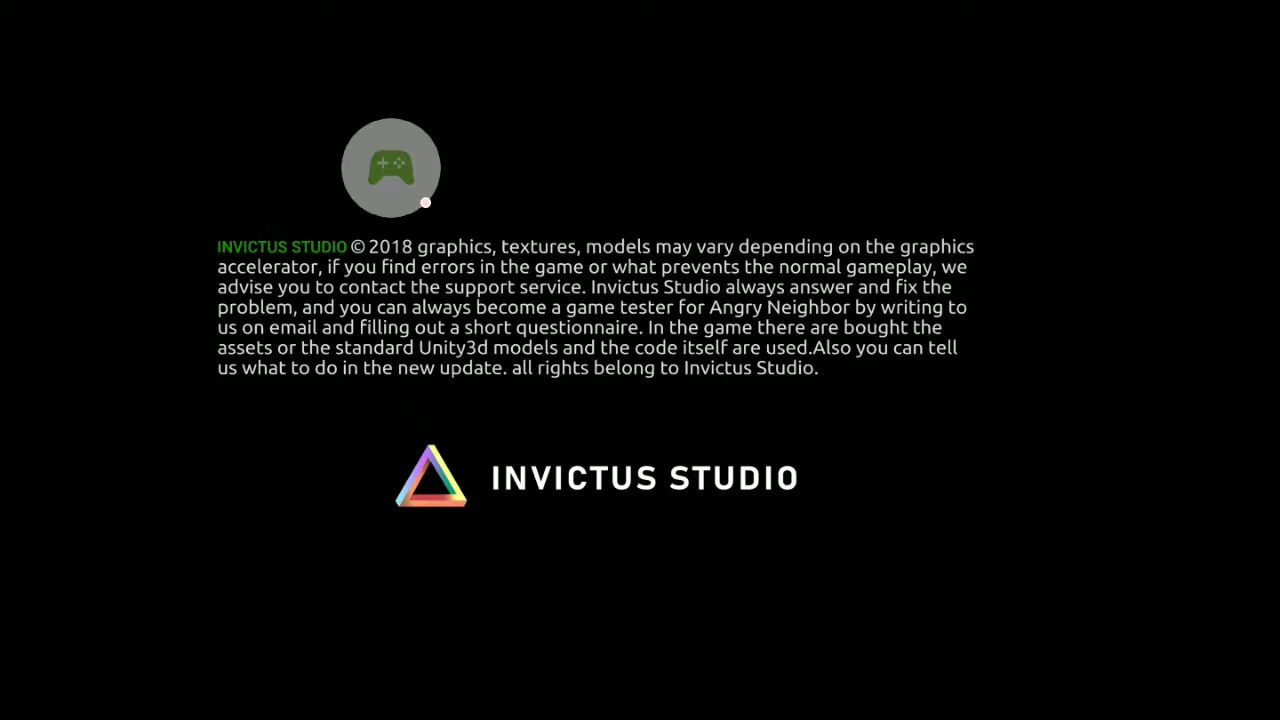 INVICTUS STUDIO © 2018 graphics, textures, models may vary depending on the graphics
accelerator, if you find errors in the game or what prevents the normal gameplay, we
advise you to contact the support service. Invictus Studio always answer and fix the
problem, and you can always become a game tester for Angry Neighbor by writing to
us on email and filling out a short questionnaire. In the game there are bought the
assets or the standard Unity3d models and the code itself are used.Also you can tell
us what to do in the new update. all rights belong to Invictus Studio.
INVICTUS STUDIO